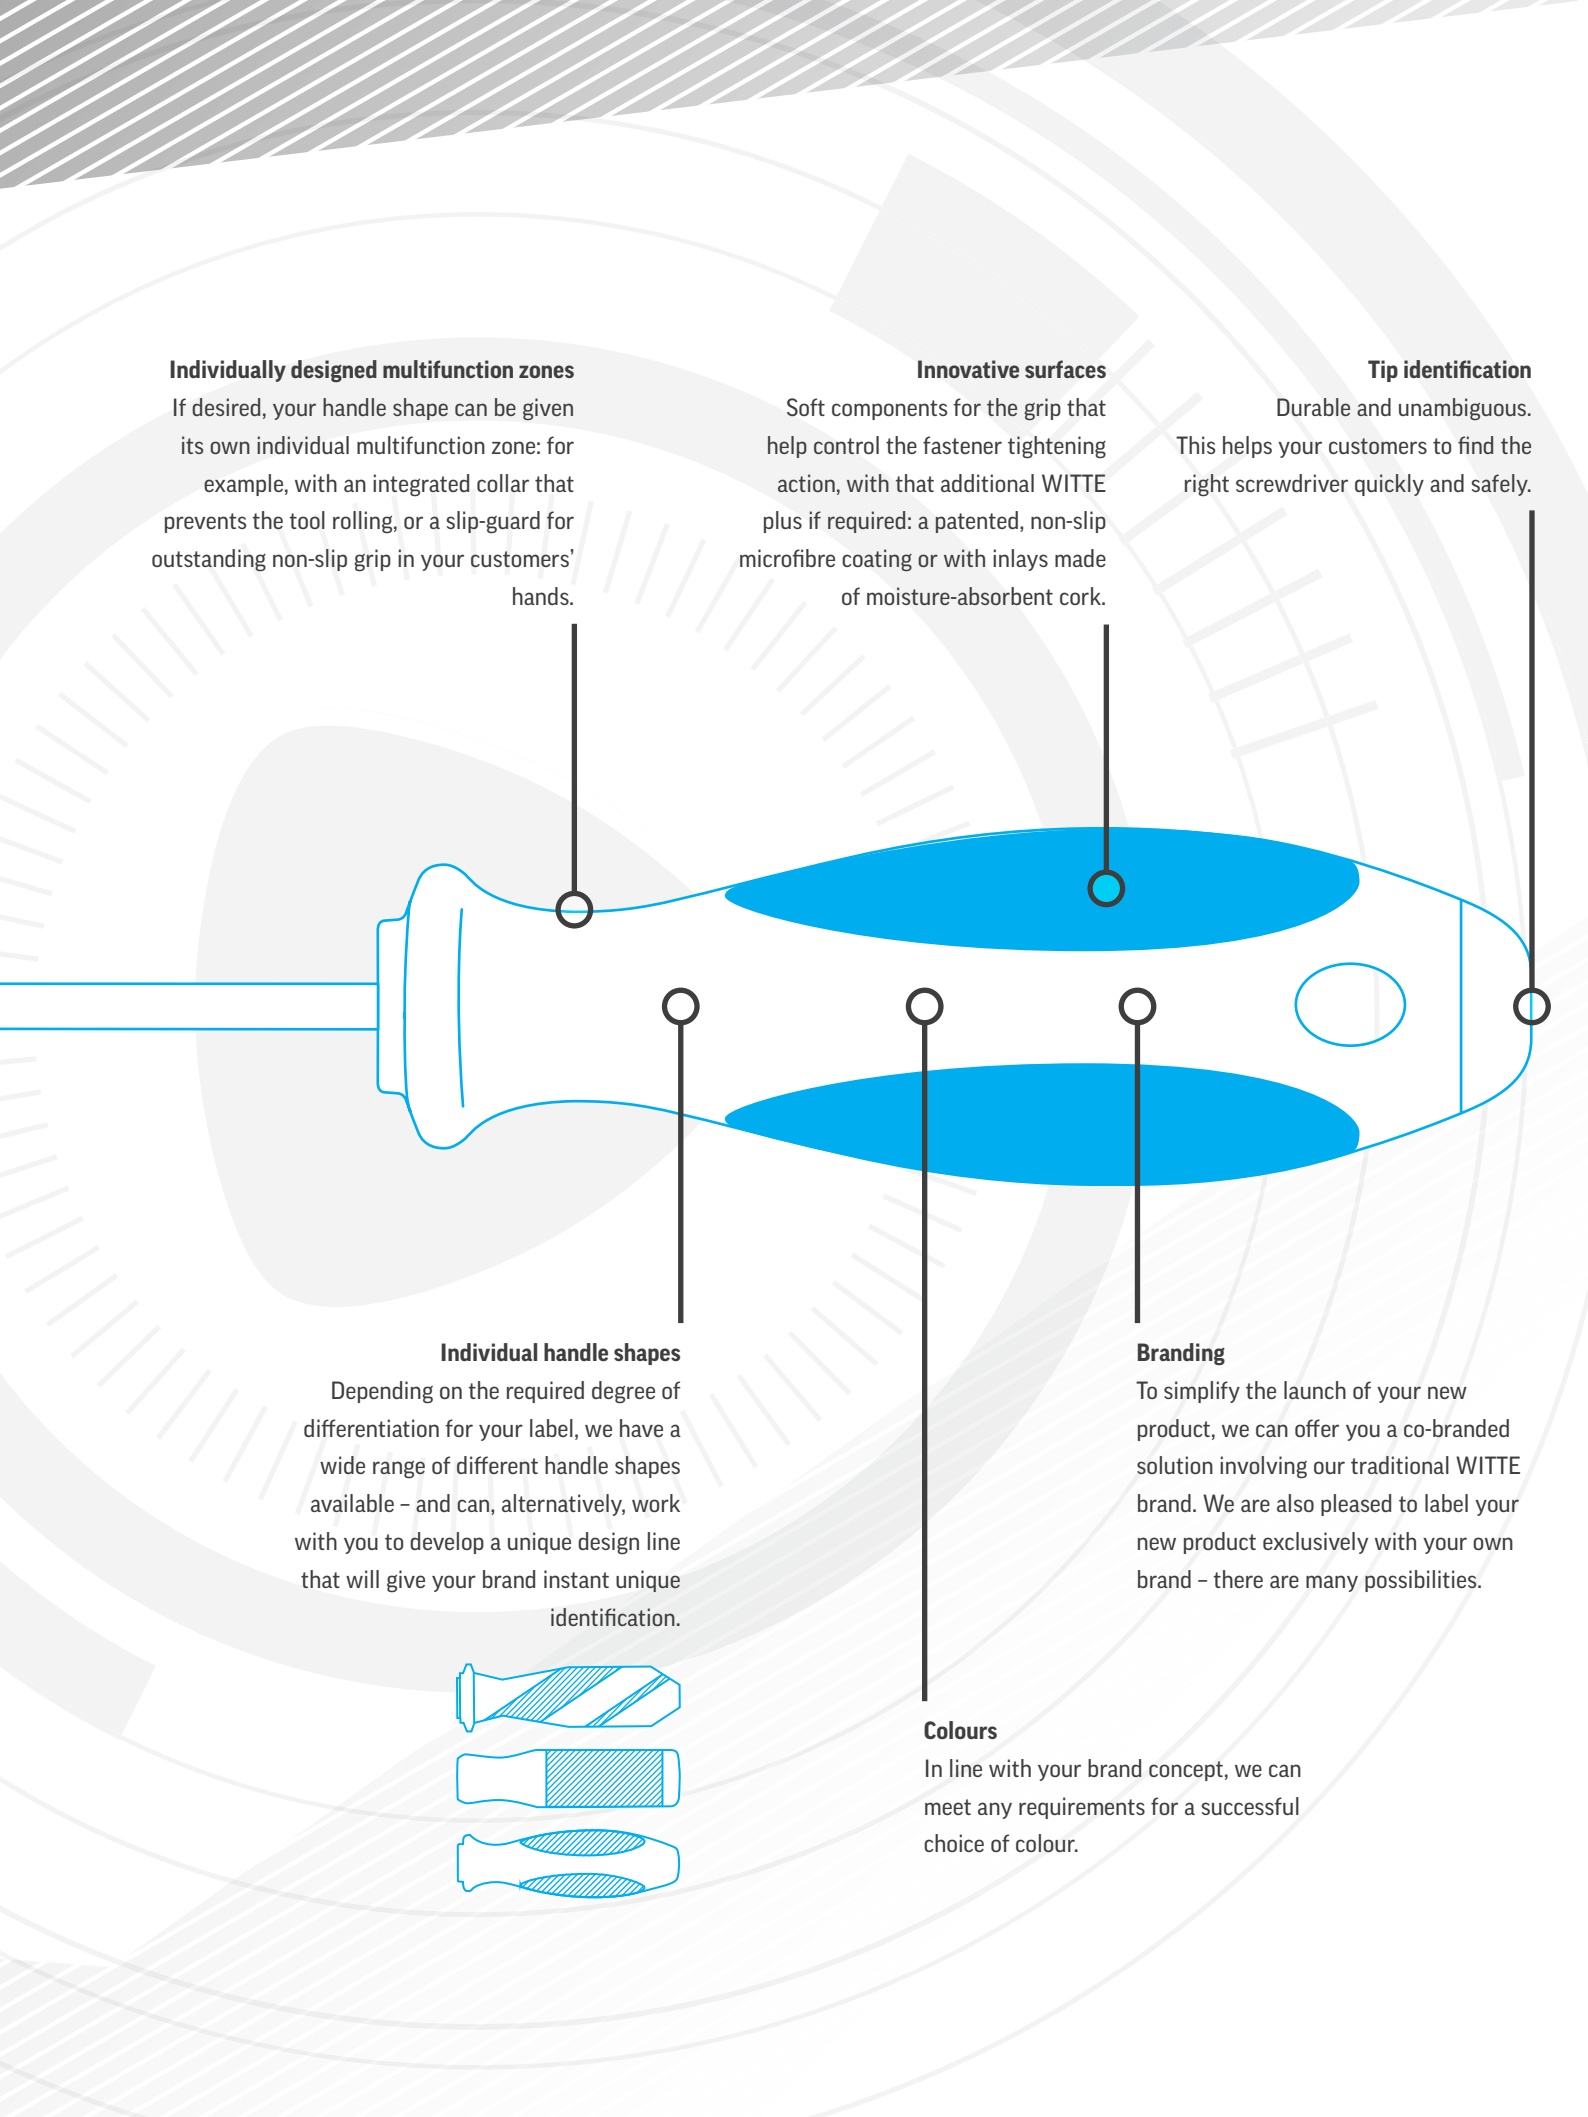 Individually designed multifunction zones
If desired, your handle shape can be given
its own individual multifunction zone: for
example, with an integrated collar that
prevents the tool rolling, or a slip-guard for
outstanding non-slip grip in your customers’
hands.
Innovative surfaces
Soft components for the grip that
help control the fastener tightening
action, with that additional WITTE
plus if required: a patented, non-slip
microfibre coating or with inlays made
of moisture-absorbent cork.
Tip identification
Durable and unambiguous.
This helps your customers to find the
right screwdriver quickly and safely.
Individual handle shapes
Depending on the required degree of
differentiation for your label, we have a
wide range of different handle shapes
available – and can, alternatively, work
with you to develop a unique design line
that will give your brand instant unique
identification.
Branding
To simplify the launch of your new
product, we can offer you a co-branded
solution involving our traditional WITTE
brand. We are also pleased to label your
new product exclusively with your own
brand – there are many possibilities.
Colours
In line with your brand concept, we can
meet any requirements for a successful
choice of colour.